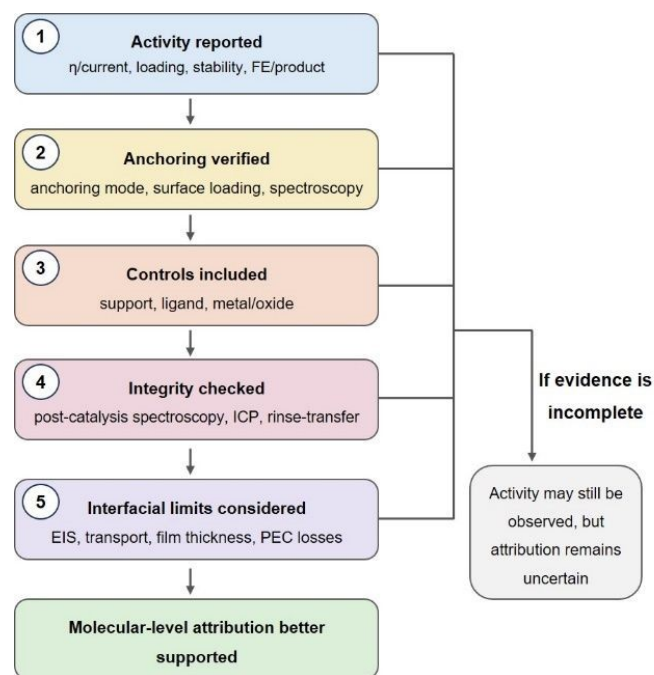 1
Activity reported
η/current, loading, stability, FE/product
2
Anchoring verified
anchoring mode, surface loading, spectroscopy
3
Controls included
support, ligand, metal/oxide
4
Integrity checked
post-catalysis spectroscopy, ICP, rinse-transfer
5
Interfacial limits considered
EIS, transport, film thickness, PEC losses
Molecular-level attribution better
supported
If evidence is
incomplete
Activity may still be
observed, but
attribution remains
uncertain